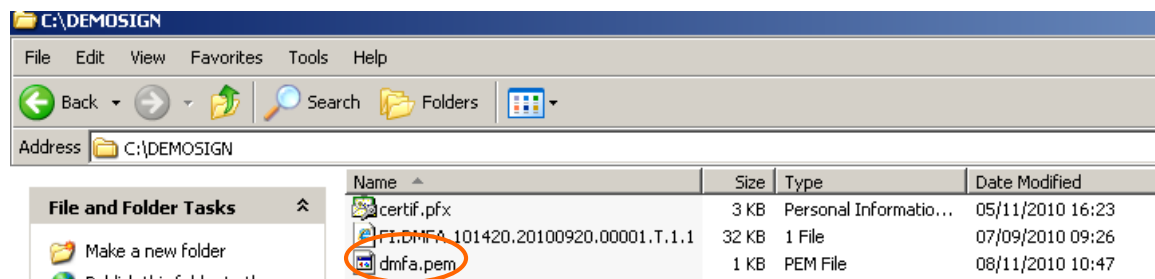 C:\DEMOSIGN
File Edit View Favorites Tools Help
Back Search Folders
Address C:\DEMOSIGN
Name Size Type Date Modified
File and Folder Tasks
certif.pfx 3 KB Personal Informatio... 05/11/2010 16:23
FI.DMFA.101420.20100920.00001.T.1.1 32 KB 1 File 07/09/2010 09:26
Make a new folder
dmfa.pem 1 KB PEM File 08/11/2010 10:47